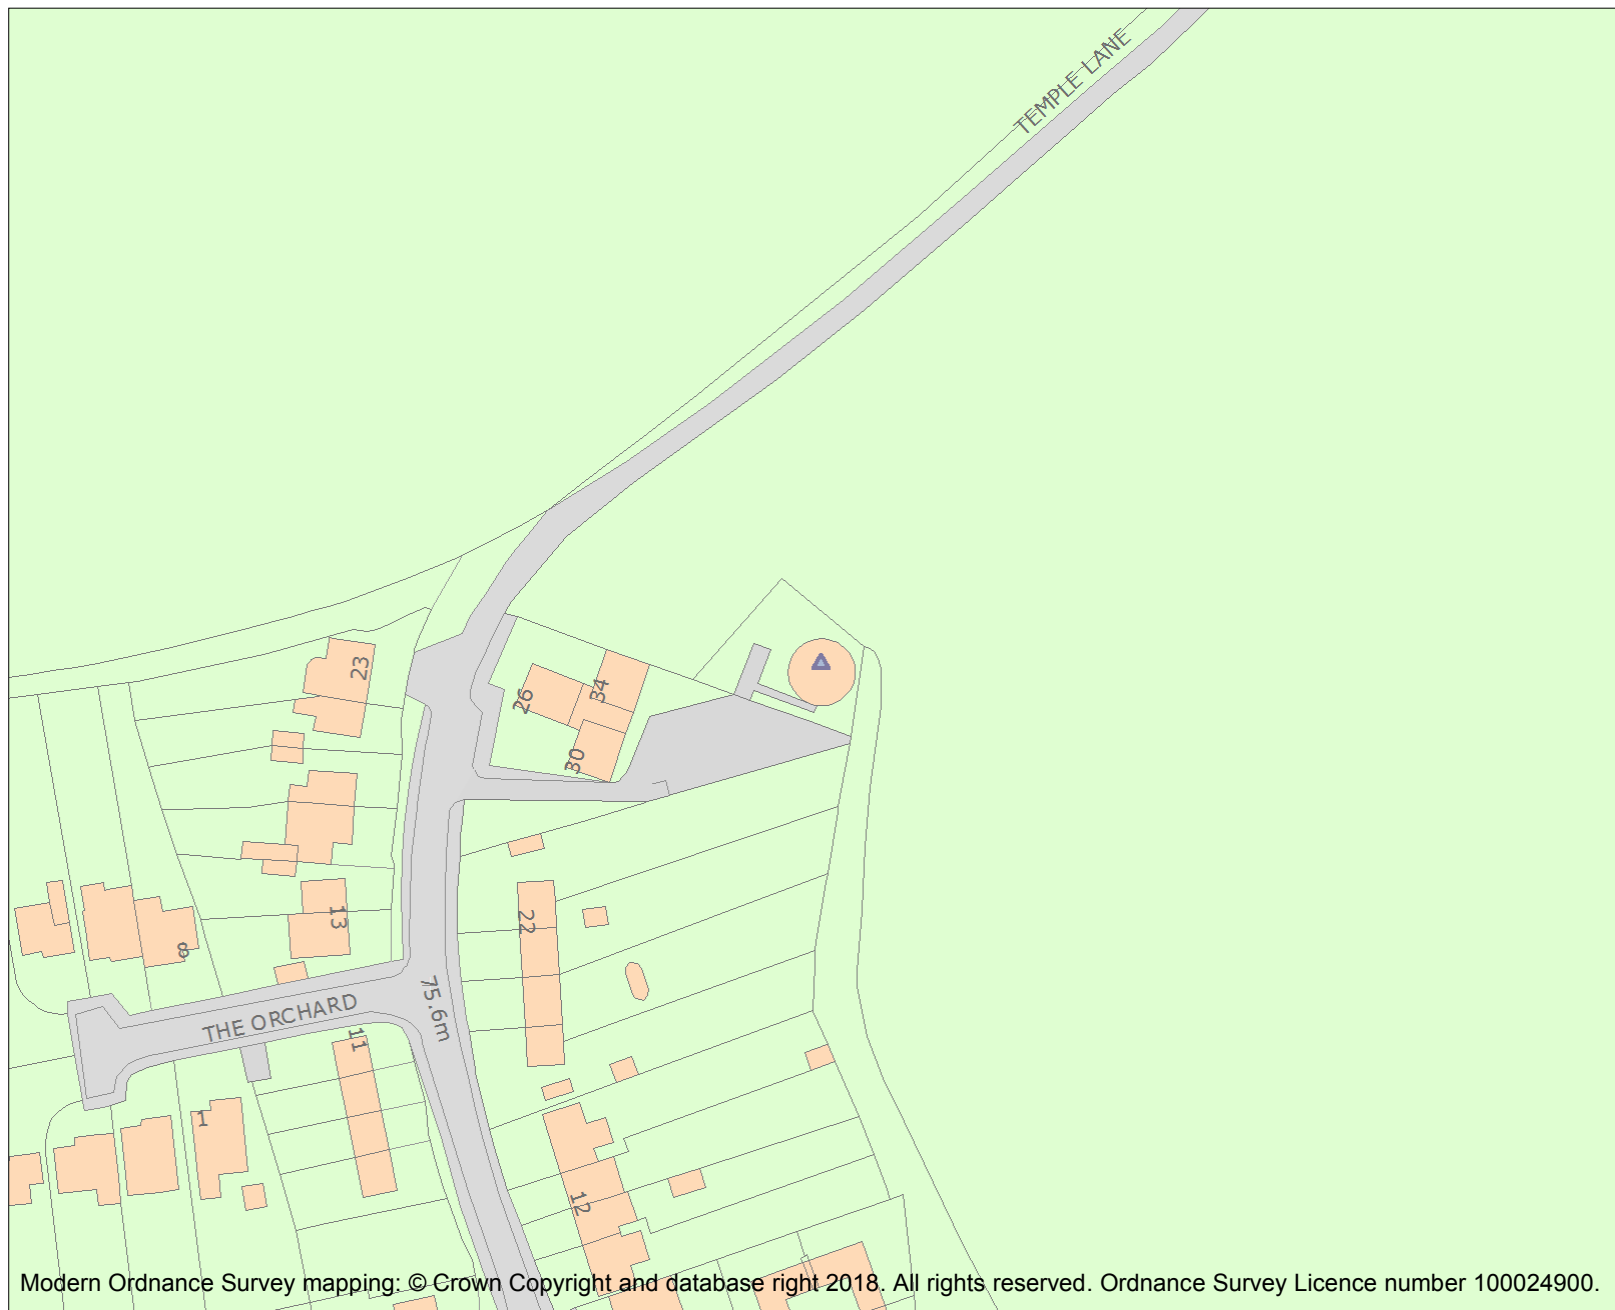 TEMPLE LANE
23
26
34
30
22
13
8
75.6m
THE ORCHARD
11
1
12
Modern Ordnance Survey mapping: © Crown Copyright and database right 2018. All rights reserved. Ordnance Survey Licence number 100024900.